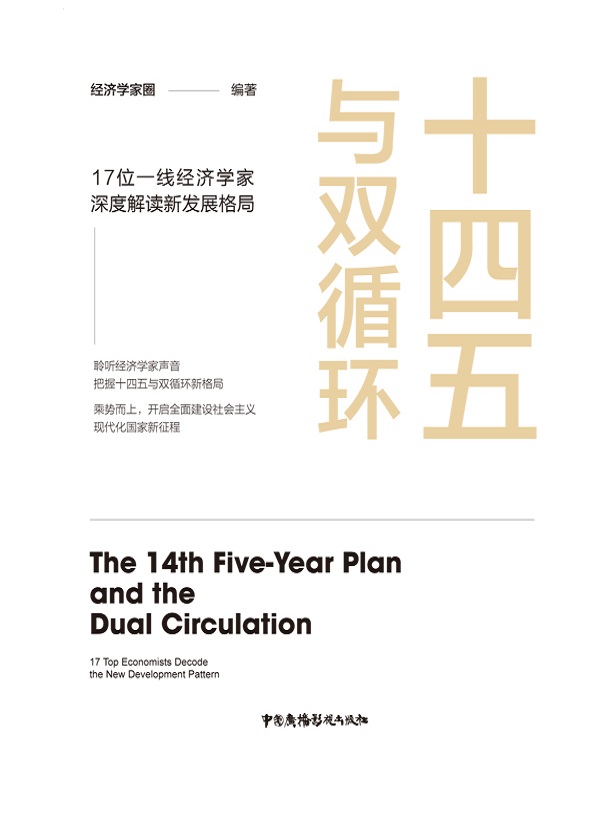 经济学家圈 —— 编著
十四五
与双循环
17位一线经济学家
深度解读新发展格局
聆听经济学家声音
把握十四五与双循环新格局
乘势而上，开启全面建设社会主义
现代化国家新征程
The 14th Five-Year Plan
and the
Dual Circulation
17 Top Economists Decode
the New Development Pattern
中国广播影视出版社